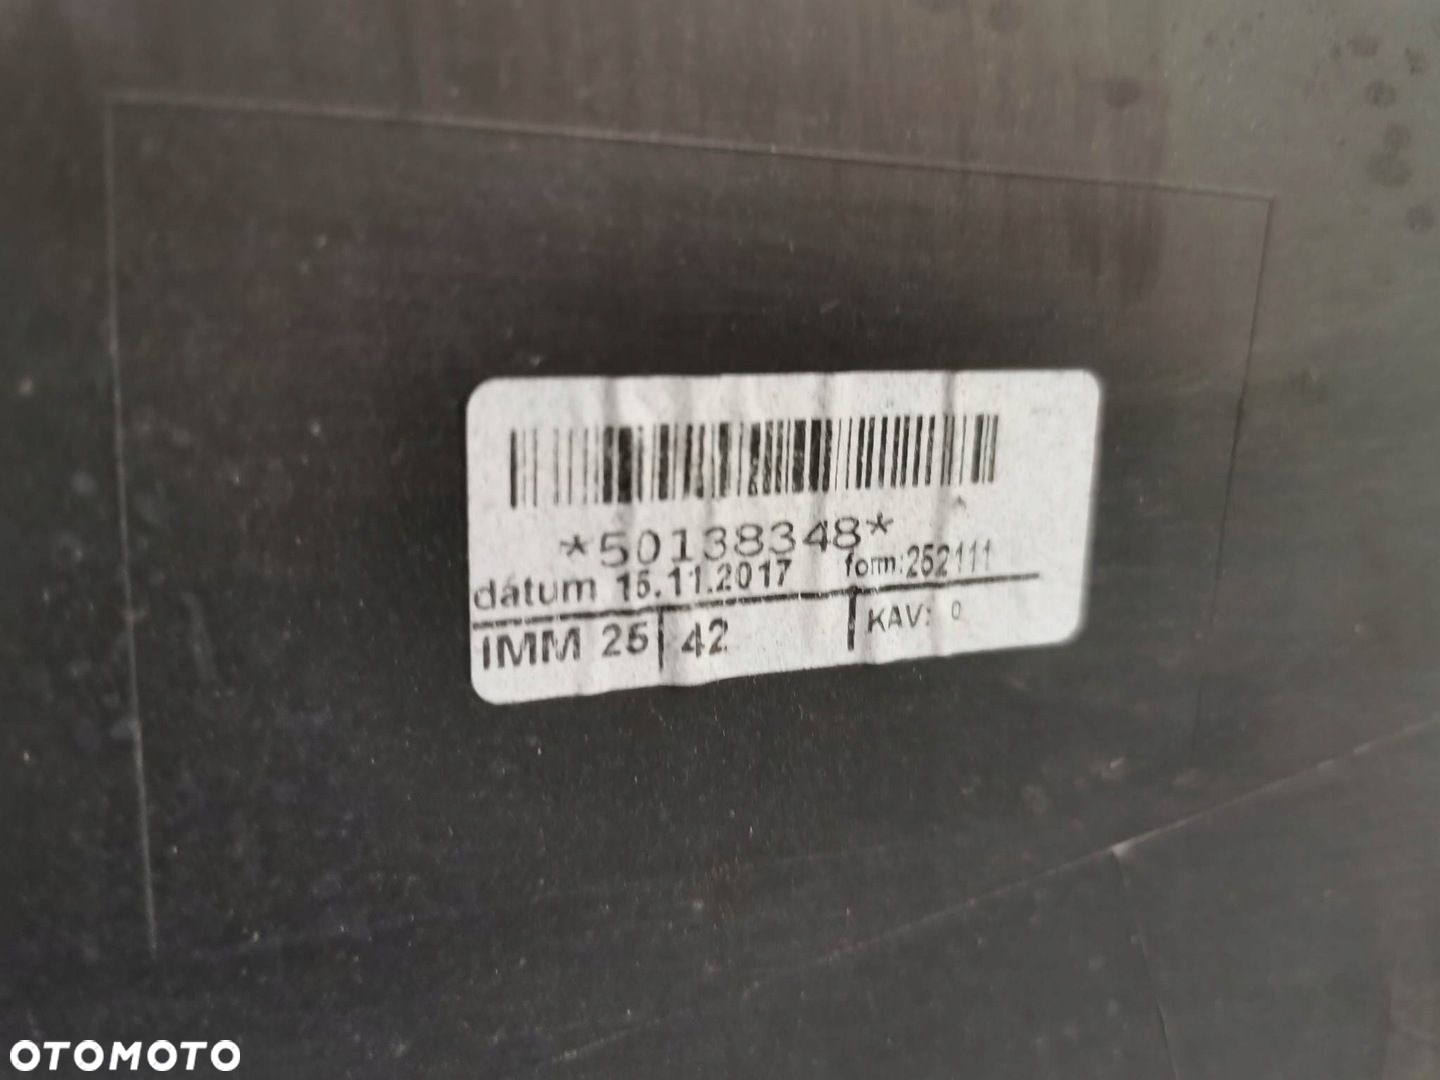 *50138348*
dátum 15.11.2017 form:252111
IMM 25 42 KAV: 0
OTOMOTO